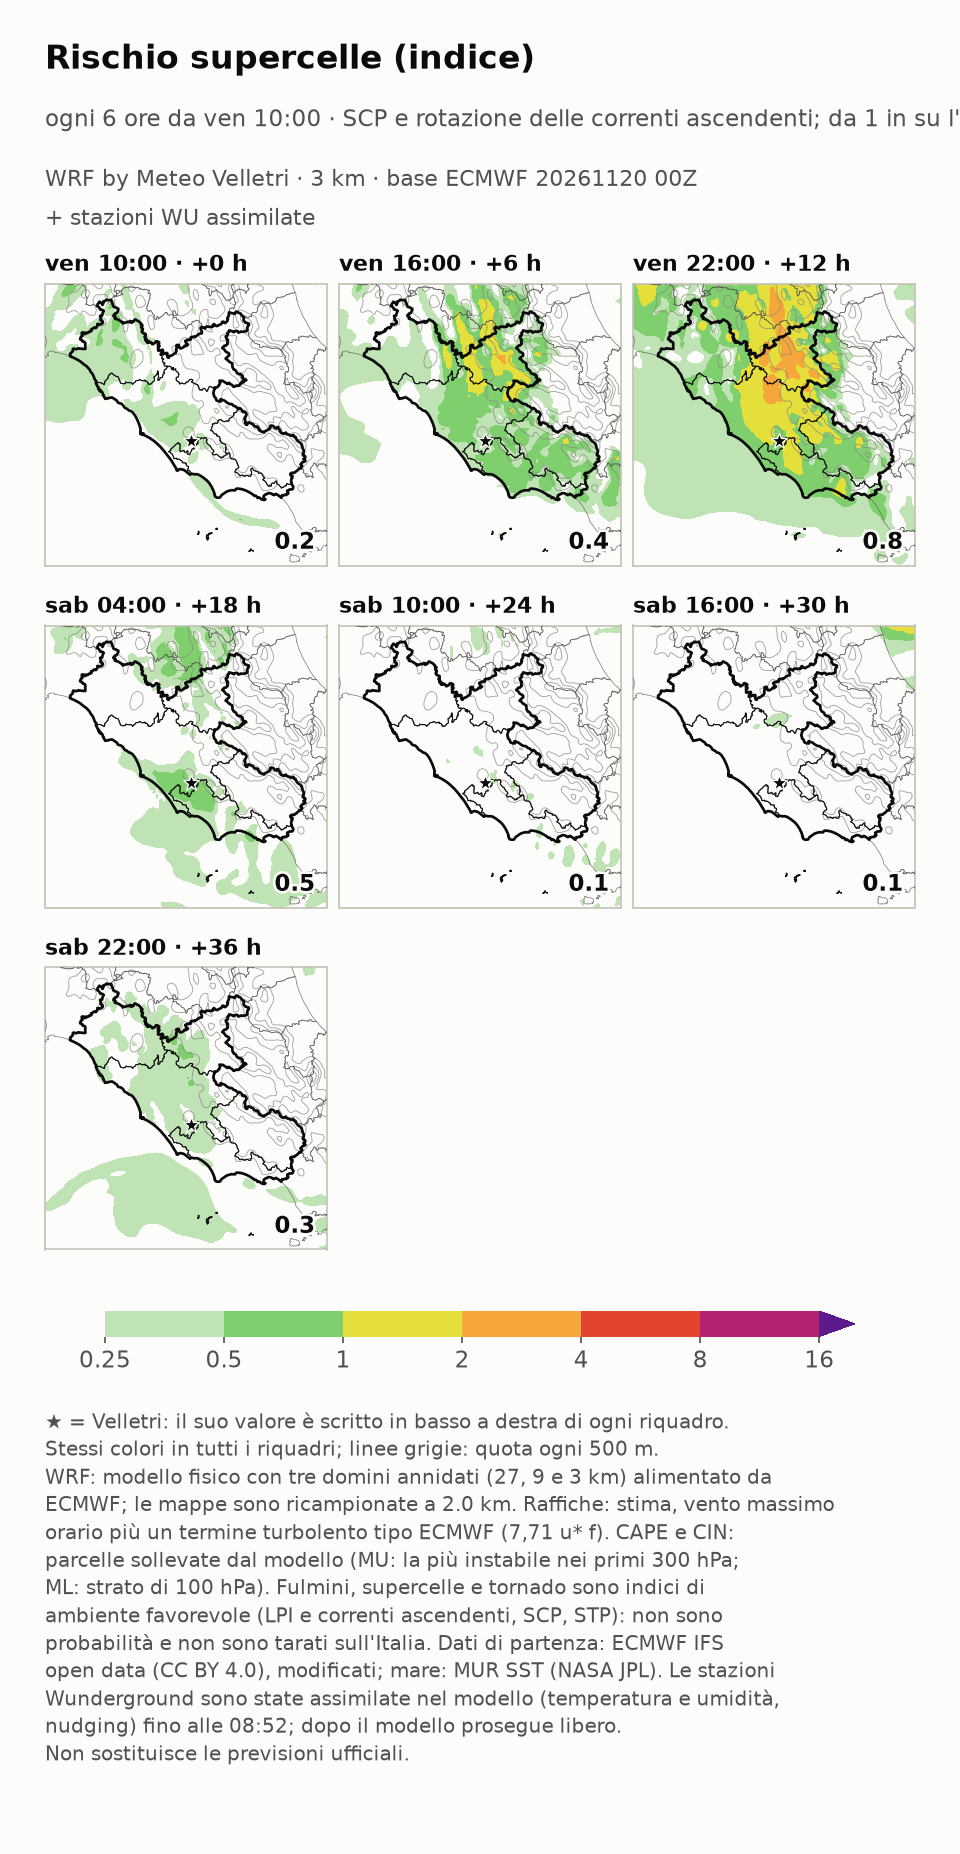 Rischio supercelle (indice)
ogni 6 ore da ven 10:00 · SCP e rotazione delle correnti ascendenti; da 1 in su l'
WRF by Meteo Velletri · 3 km · base ECMWF 20261120 00Z
+ stazioni WU assimilate
ven 10:00 · +0 h
ven 16:00 · +6 h
ven 22:00 · +12 h
0.2
0.4
0.8
sab 04:00 · +18 h
sab 10:00 · +24 h
sab 16:00 · +30 h
0.5
0.1
0.1
sab 22:00 · +36 h
0.3
0.25 0.5 1 2 4 8 16
★ = Velletri: il suo valore è scritto in basso a destra di ogni riquadro.
Stessi colori in tutti i riquadri; linee grigie: quota ogni 500 m.
WRF: modello fisico con tre domini annidati (27, 9 e 3 km) alimentato da
ECMWF; le mappe sono ricampionate a 2.0 km. Raffiche: stima, vento massimo
orario più un termine turbolento tipo ECMWF (7,71 u* f). CAPE e CIN:
parcelle sollevate dal modello (MU: la più instabile nei primi 300 hPa;
ML: strato di 100 hPa). Fulmini, supercelle e tornado sono indici di
ambiente favorevole (LPI e correnti ascendenti, SCP, STP): non sono
probabilità e non sono tarati sull'Italia. Dati di partenza: ECMWF IFS
open data (CC BY 4.0), modificati; mare: MUR SST (NASA JPL). Le stazioni
Wunderground sono state assimilate nel modello (temperatura e umidità,
nudging) fino alle 08:52; dopo il modello prosegue libero.
Non sostituisce le previsioni ufficiali.